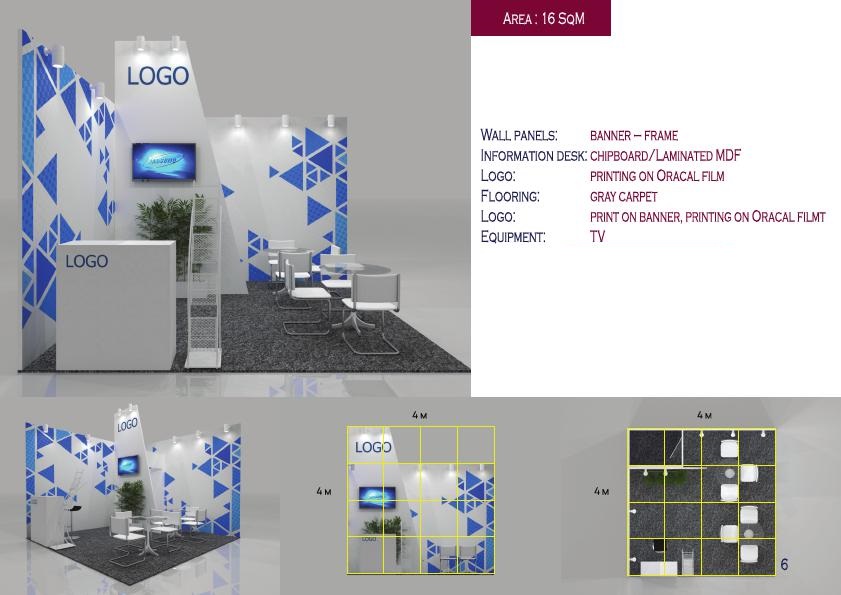 AREA : 16 SQM
LOGO
WALL PANELS: BANNER – FRAME
INFORMATION DESK: CHIPBOARD/LAMINATED MDF
LOGO: PRINTING ON ORACAL FILM
FLOORING: GRAY CARPET
LOGO: PRINT ON BANNER, PRINTING ON ORACAL FILMT
EQUIPMENT: TV
LOGO
4 M
4 M
LOGO
LOGO
4 M
4 M
LOGO
6